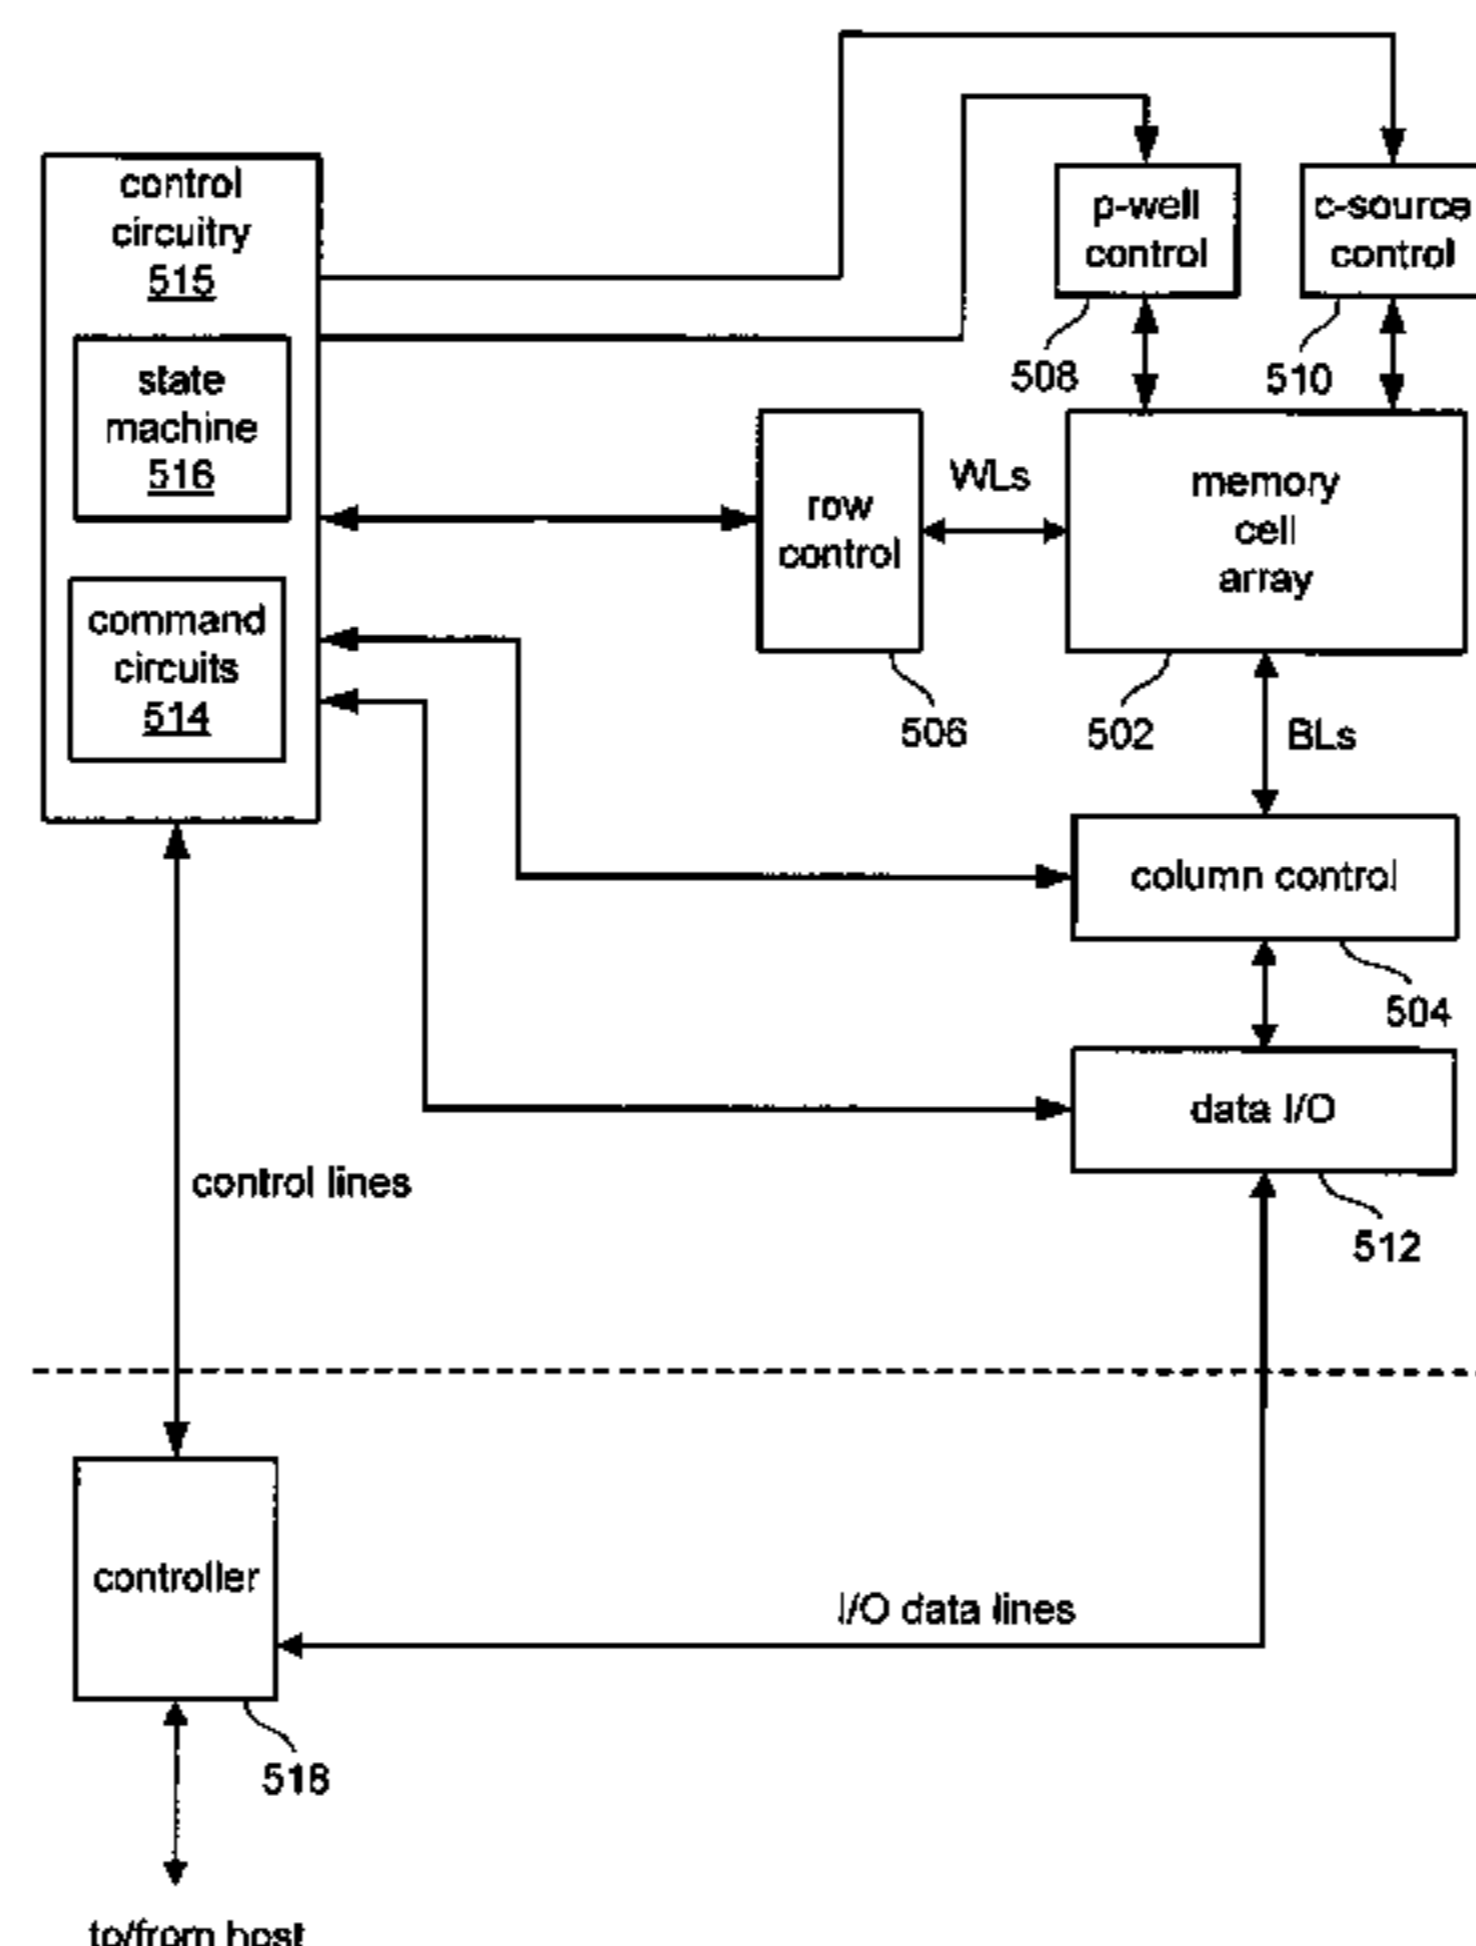 control
circuitry
515
state
machine
516
command
circuits
514
p-well
control
508
c-source
control
510
row
control
506
WLs
memory
cell
array
502
BLs
column control
504
data I/O
512
control lines
controller
518
I/O data lines
to/from host